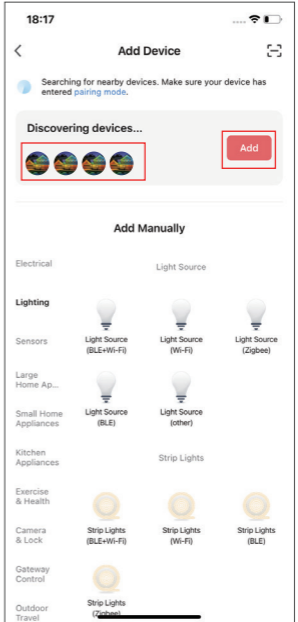 18:17
Add Device
Searching for nearby devices. Make sure your device has
entered pairing mode.
Discovering devices...
Add
Add Manually
Electrical
Light Source
Lighting
Sensors
Light Source
(BLE+Wi-Fi)
Light Source
(Wi-Fi)
Light Source
(Zigbee)
Large
Home Ap...
Small Home
Appliances
Light Source
(BLE)
Light Source
(other)
Kitchen
Appliances
Strip Lights
Exercise
& Health
Camera
& Lock
Strip Lights
(BLE+Wi-Fi)
Strip Lights
(Wi-Fi)
Strip Lights
(BLE)
Gateway
Control
Outdoor
Travel
Strip Lights
(Zigbee)